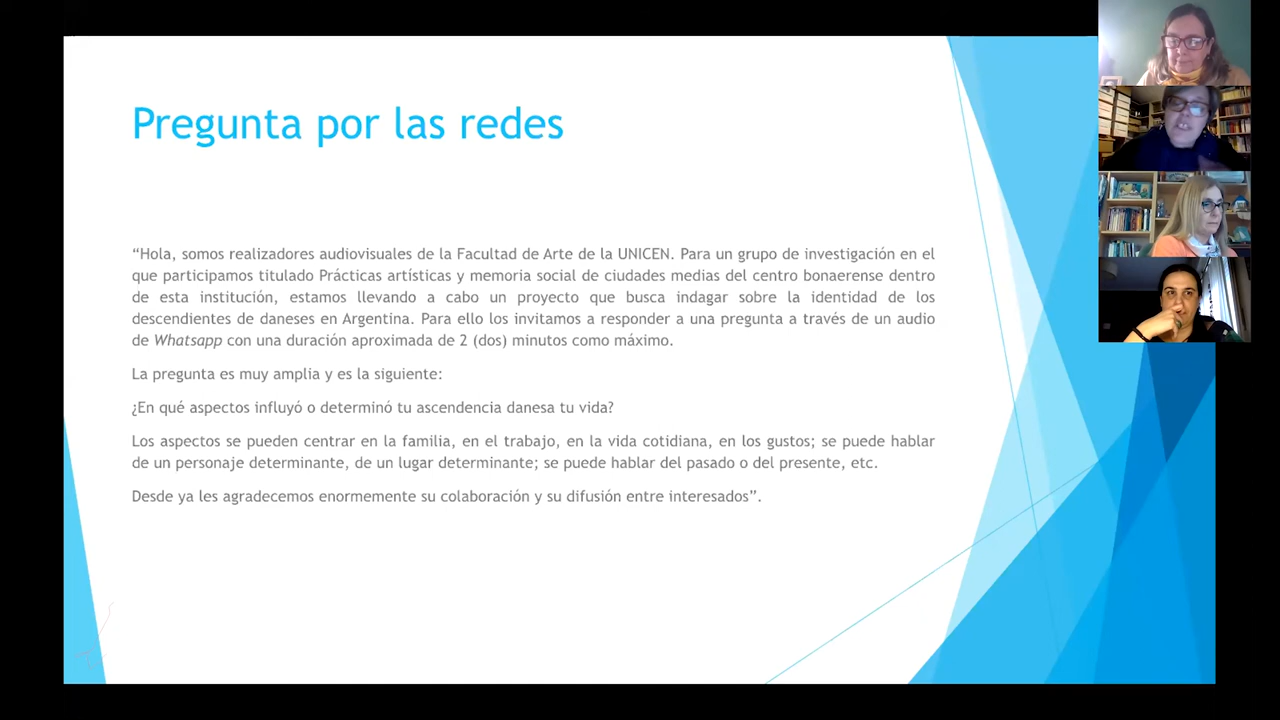 Pregunta por las redes
“Hola, somos realizadores audiovisuales de la Facultad de Arte de la UNICEN. Para un grupo de investigación en el
que participamos titulado Prácticas artísticas y memoria social de ciudades medias del centro bonaerense dentro
de esta institución, estamos llevando a cabo un proyecto que busca indagar sobre la identidad de los
descendientes de daneses en Argentina. Para ello los invitamos a responder a una pregunta a través de un audio
de Whatsapp con una duración aproximada de 2 (dos) minutos como máximo.
La pregunta es muy amplia y es la siguiente:
¿En qué aspectos influyó o determinó tu ascendencia danesa tu vida?
Los aspectos se pueden centrar en la familia, en el trabajo, en la vida cotidiana, en los gustos; se puede hablar
de un personaje determinante, de un lugar determinante; se puede hablar del pasado o del presente, etc.
Desde ya les agradecemos enormemente su colaboración y su difusión entre interesados”.